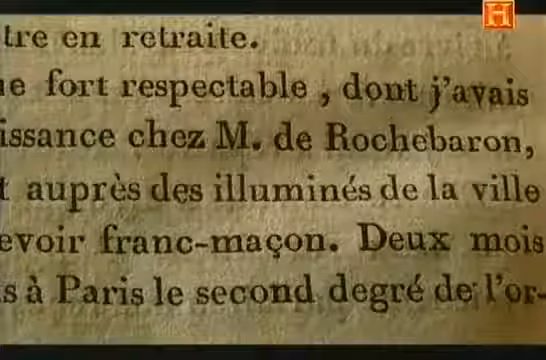 tre en retraite.
e fort respectable, dont j'avais
issance chez M. de Rochebaron,
t auprès des illuminés de la ville
evoir franc-maçon. Deux mois
s à Paris le second degré de l'or-
H